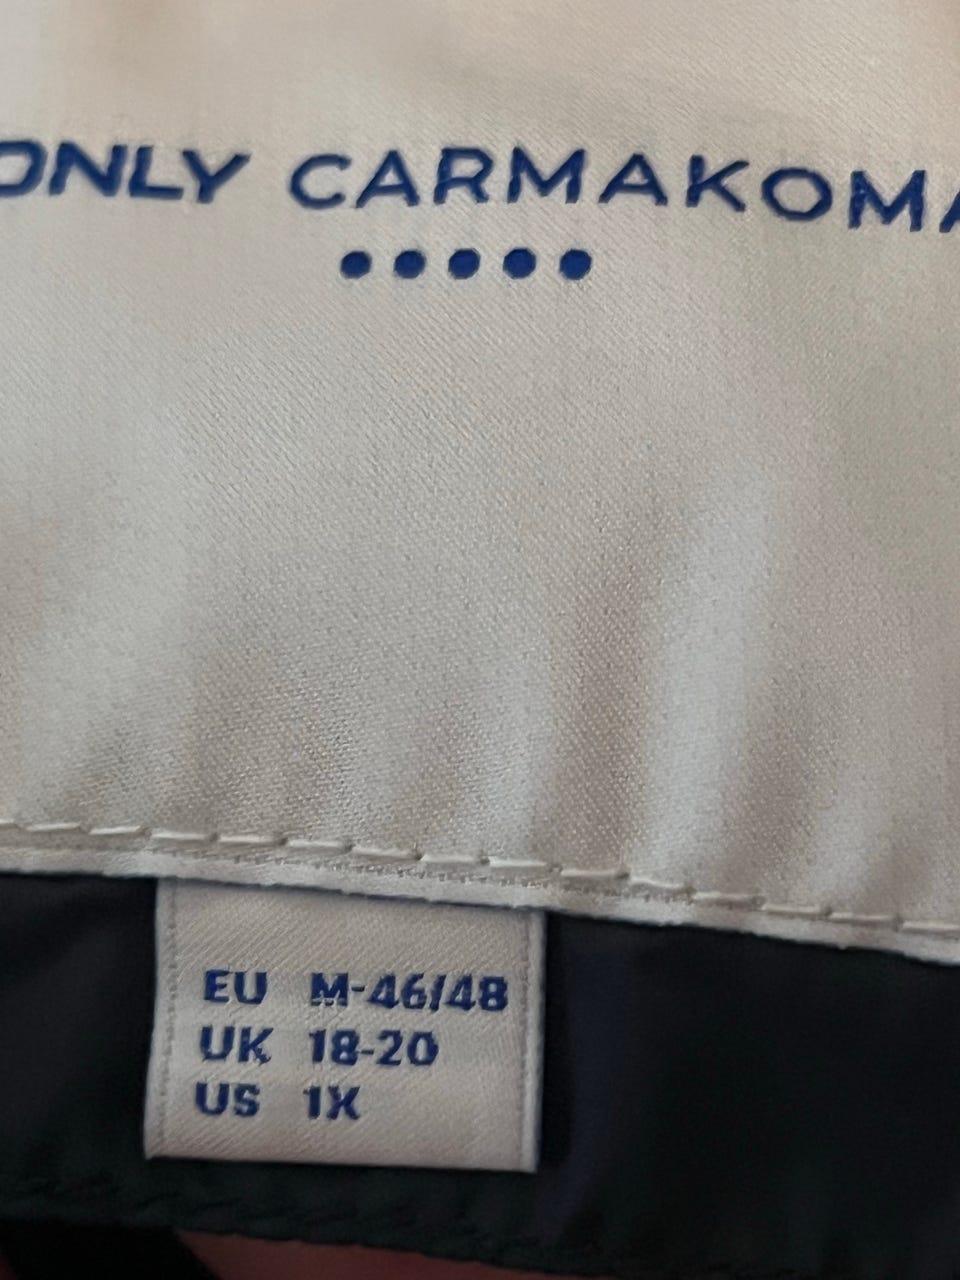 ONLY CARMAKOMA
EU M-46/48
UK 18-20
US 1X